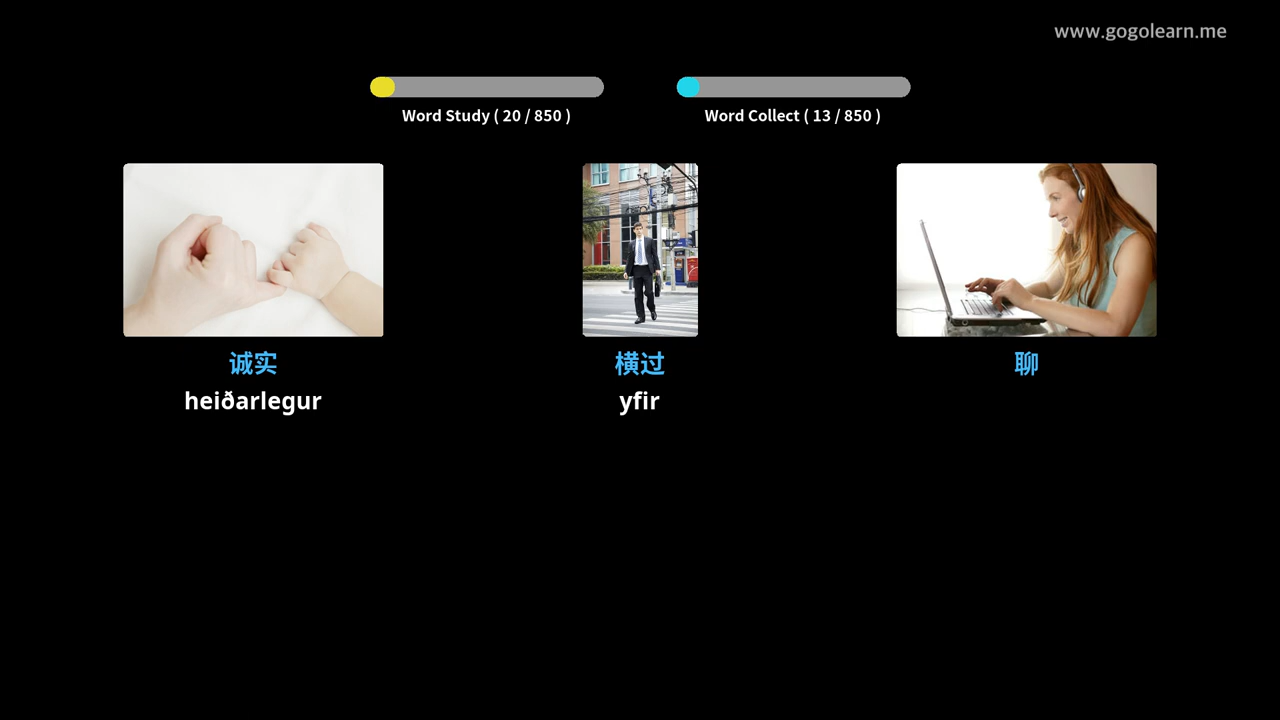 www.gogolearn.me
Word Study ( 20 / 850 )
Word Collect ( 13 / 850 )
诚实
heiðarlegur
横过
yfir
聊